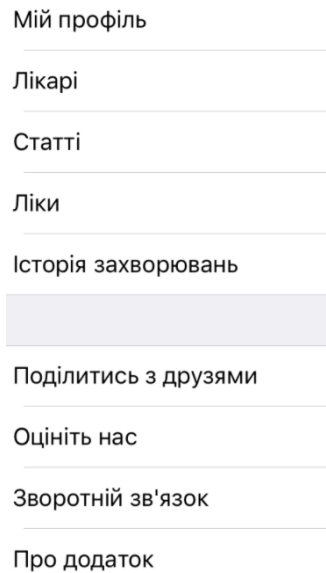 Мій профіль
Лікарі
Статті
Ліки
Історія захворювань
Поділитись з друзями
Оцініть нас
Зворотній зв'язок
Про додаток